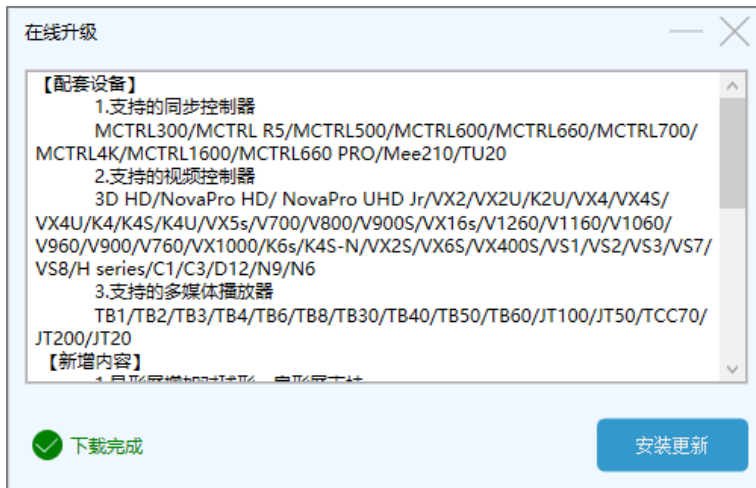 在线升级
【配套设备】
1.支持的同步控制器
MCTRL300/MCTRL R5/MCTRL500/MCTRL600/MCTRL660/MCTRL700/
MCTRL4K/MCTRL1600/MCTRL660 PRO/Mee210/TU20
2.支持的视频控制器
3D HD/NovaPro HD/ NovaPro UHD Jr/VX2/VX2U/K2U/VX4/VX4S/
VX4U/K4/K4S/K4U/VX5s/V700/V800/V900S/VX16s/V1260/V1160/V1060/
V960/V900/V760/VX1000/K6s/K4S-N/VX2S/VX6S/VX400S/VS1/VS2/VS3/VS7/
VS8/H series/C1/C3/D12/N9/N6
3.支持的多媒体播放器
TB1/TB2/TB3/TB4/TB6/TB8/TB30/TB40/TB50/TB60/JT100/JT50/TCC70/
JT200/JT20
【新增内容】
下载完成
安装更新